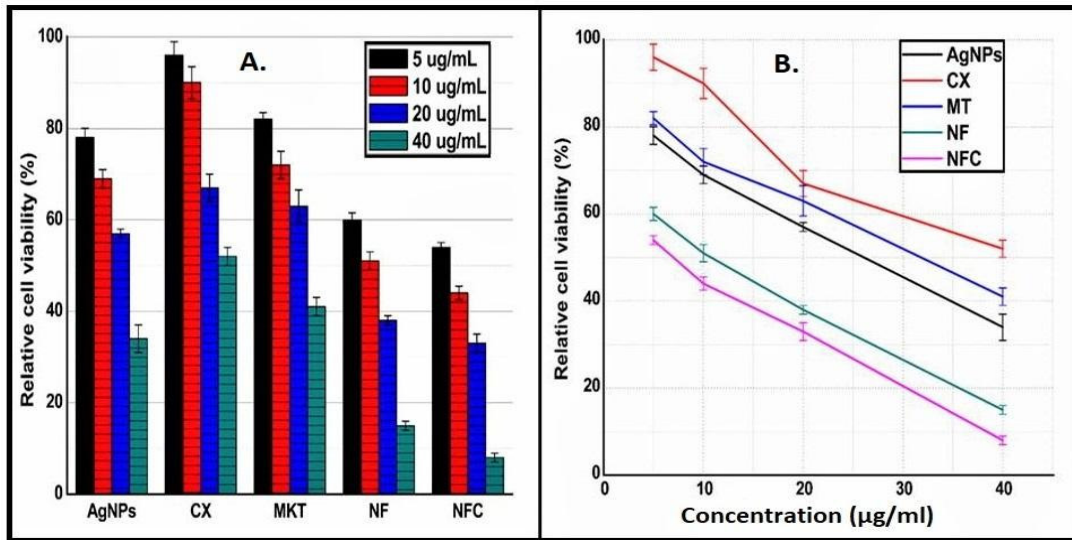 A.
5 ug/mL
10 ug/mL
20 ug/mL
40 ug/mL
Relative cell viability (%)
100
80
60
40
20
0
AgNPs CX MKT NF NFC
B.
AgNPs
CX
MT
NF
NFC
Relative cell viability (%)
100
80
60
40
20
0
0 10 20 30 40
Concentration (µg/ml)